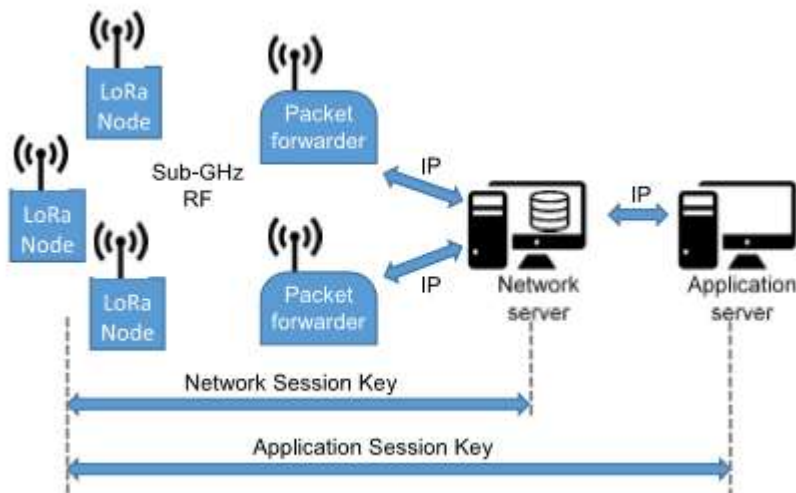 LoRa
Node
Packet
forwarder
LoRa
Node
Sub-GHz
RF
IP
IP
LoRa
Node
Packet
forwarder
IP
Network
server
Application
server
Network Session Key
Application Session Key